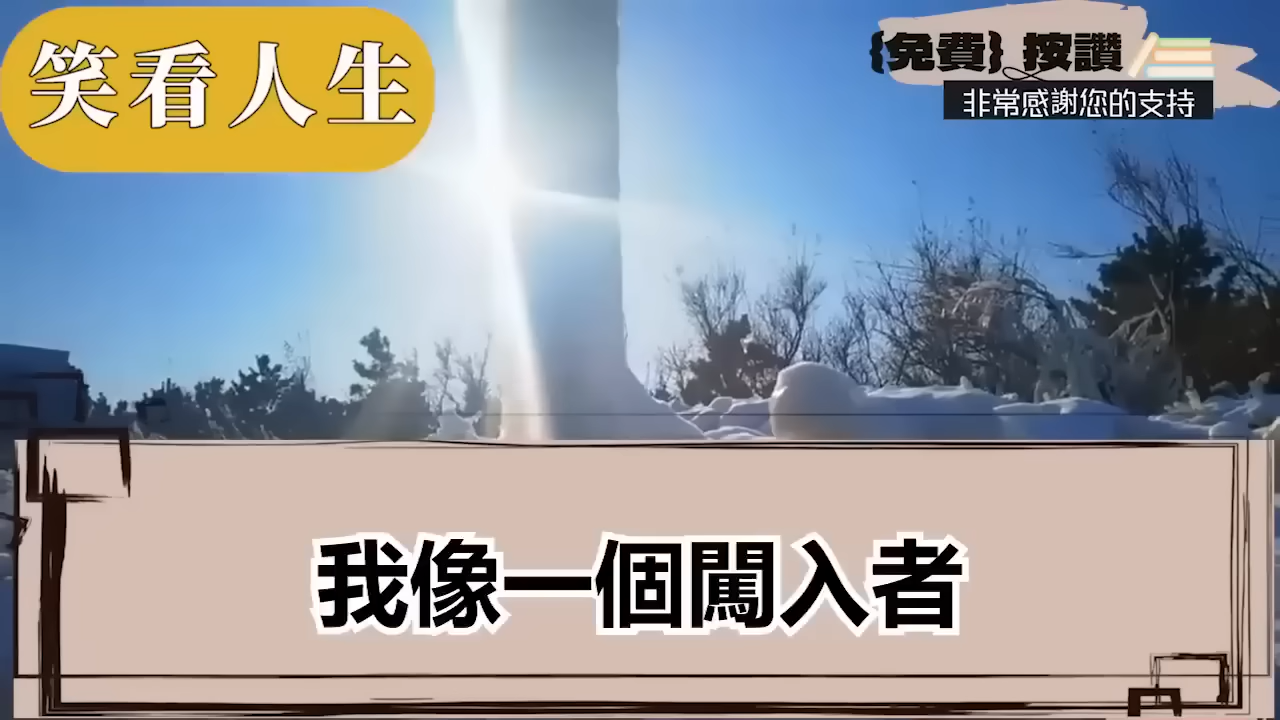 笑看人生
{免費} 按讚
非常感謝您的支持
我像一個闖入者